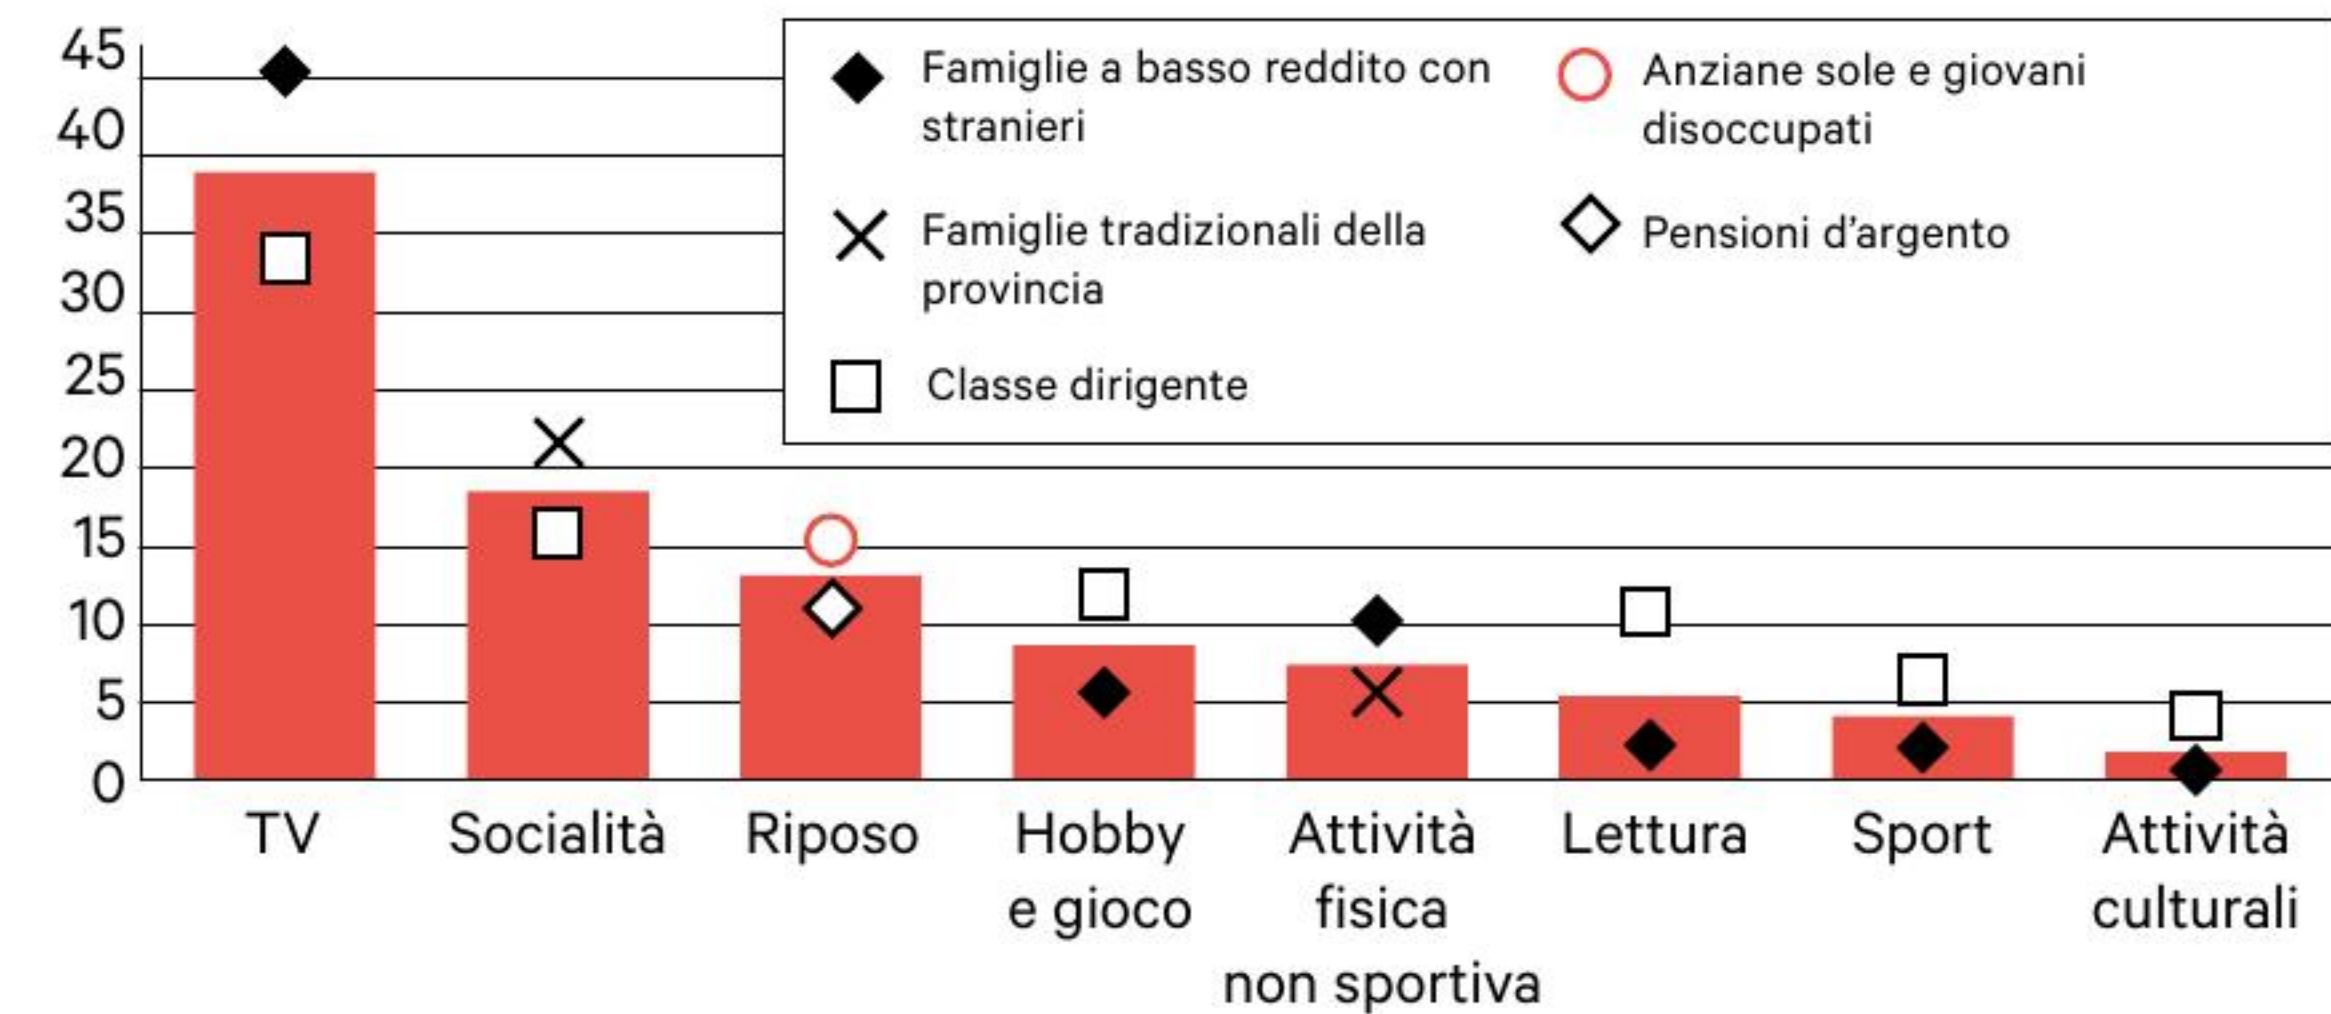 45
40
35
30
25
20
15
10
5
0
Famiglie a basso reddito con
stranieri
Famiglie tradizionali della
provincia
Classe dirigente
Anziane sole e giovani
disoccupati
Pensioni d’argento
TV
Socialità
Riposo
Hobby
e gioco
Attività
fisica
non sportiva
Lettura
Sport
Attività
culturali